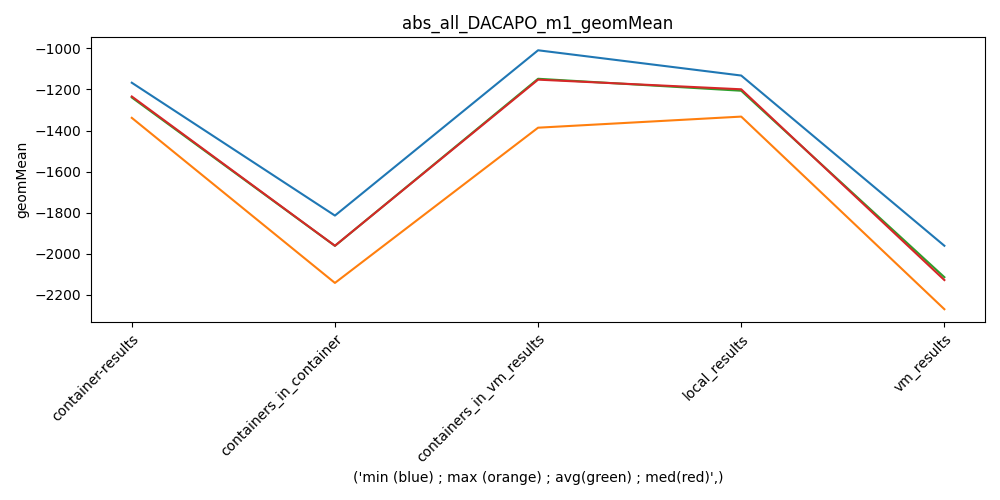 abs_all_DACAPO_m1_geomMean
−1000
−1200
−1400
−1600
−1800
−2000
−2200
geomMean
container-results
containers_in_container
containers_in_vm_results
local_results
vm_results
('min (blue) ; max (orange) ; avg(green) ; med(red)',)